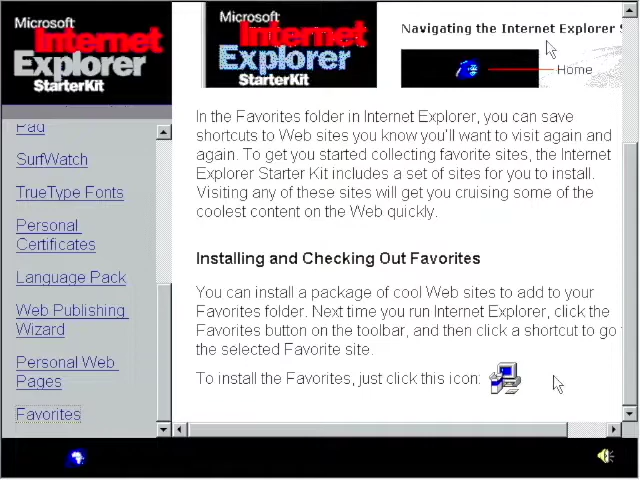 Microsoft
Internet
Explorer
StarterKit
Microsoft
Internet
Explorer
StarterKit
Navigating the Internet Explorer
Home
Pad
SurfWatch
TrueType Fonts
Personal
Certificates
Language Pack
Web Publishing
Wizard
Personal Web
Pages
Favorites
In the Favorites folder in Internet Explorer, you can save
shortcuts to Web sites you know you'll want to visit again and
again. To get you started collecting favorite sites, the Internet
Explorer Starter Kit includes a set of sites for you to install.
Visiting any of these sites will get you cruising some of the
coolest content on the Web quickly.
Installing and Checking Out Favorites
You can install a package of cool Web sites to add to your
Favorites folder. Next time you run Internet Explorer, click the
Favorites button on the toolbar, and then click a shortcut to go
the selected Favorite site.
To install the Favorites, just click this icon: